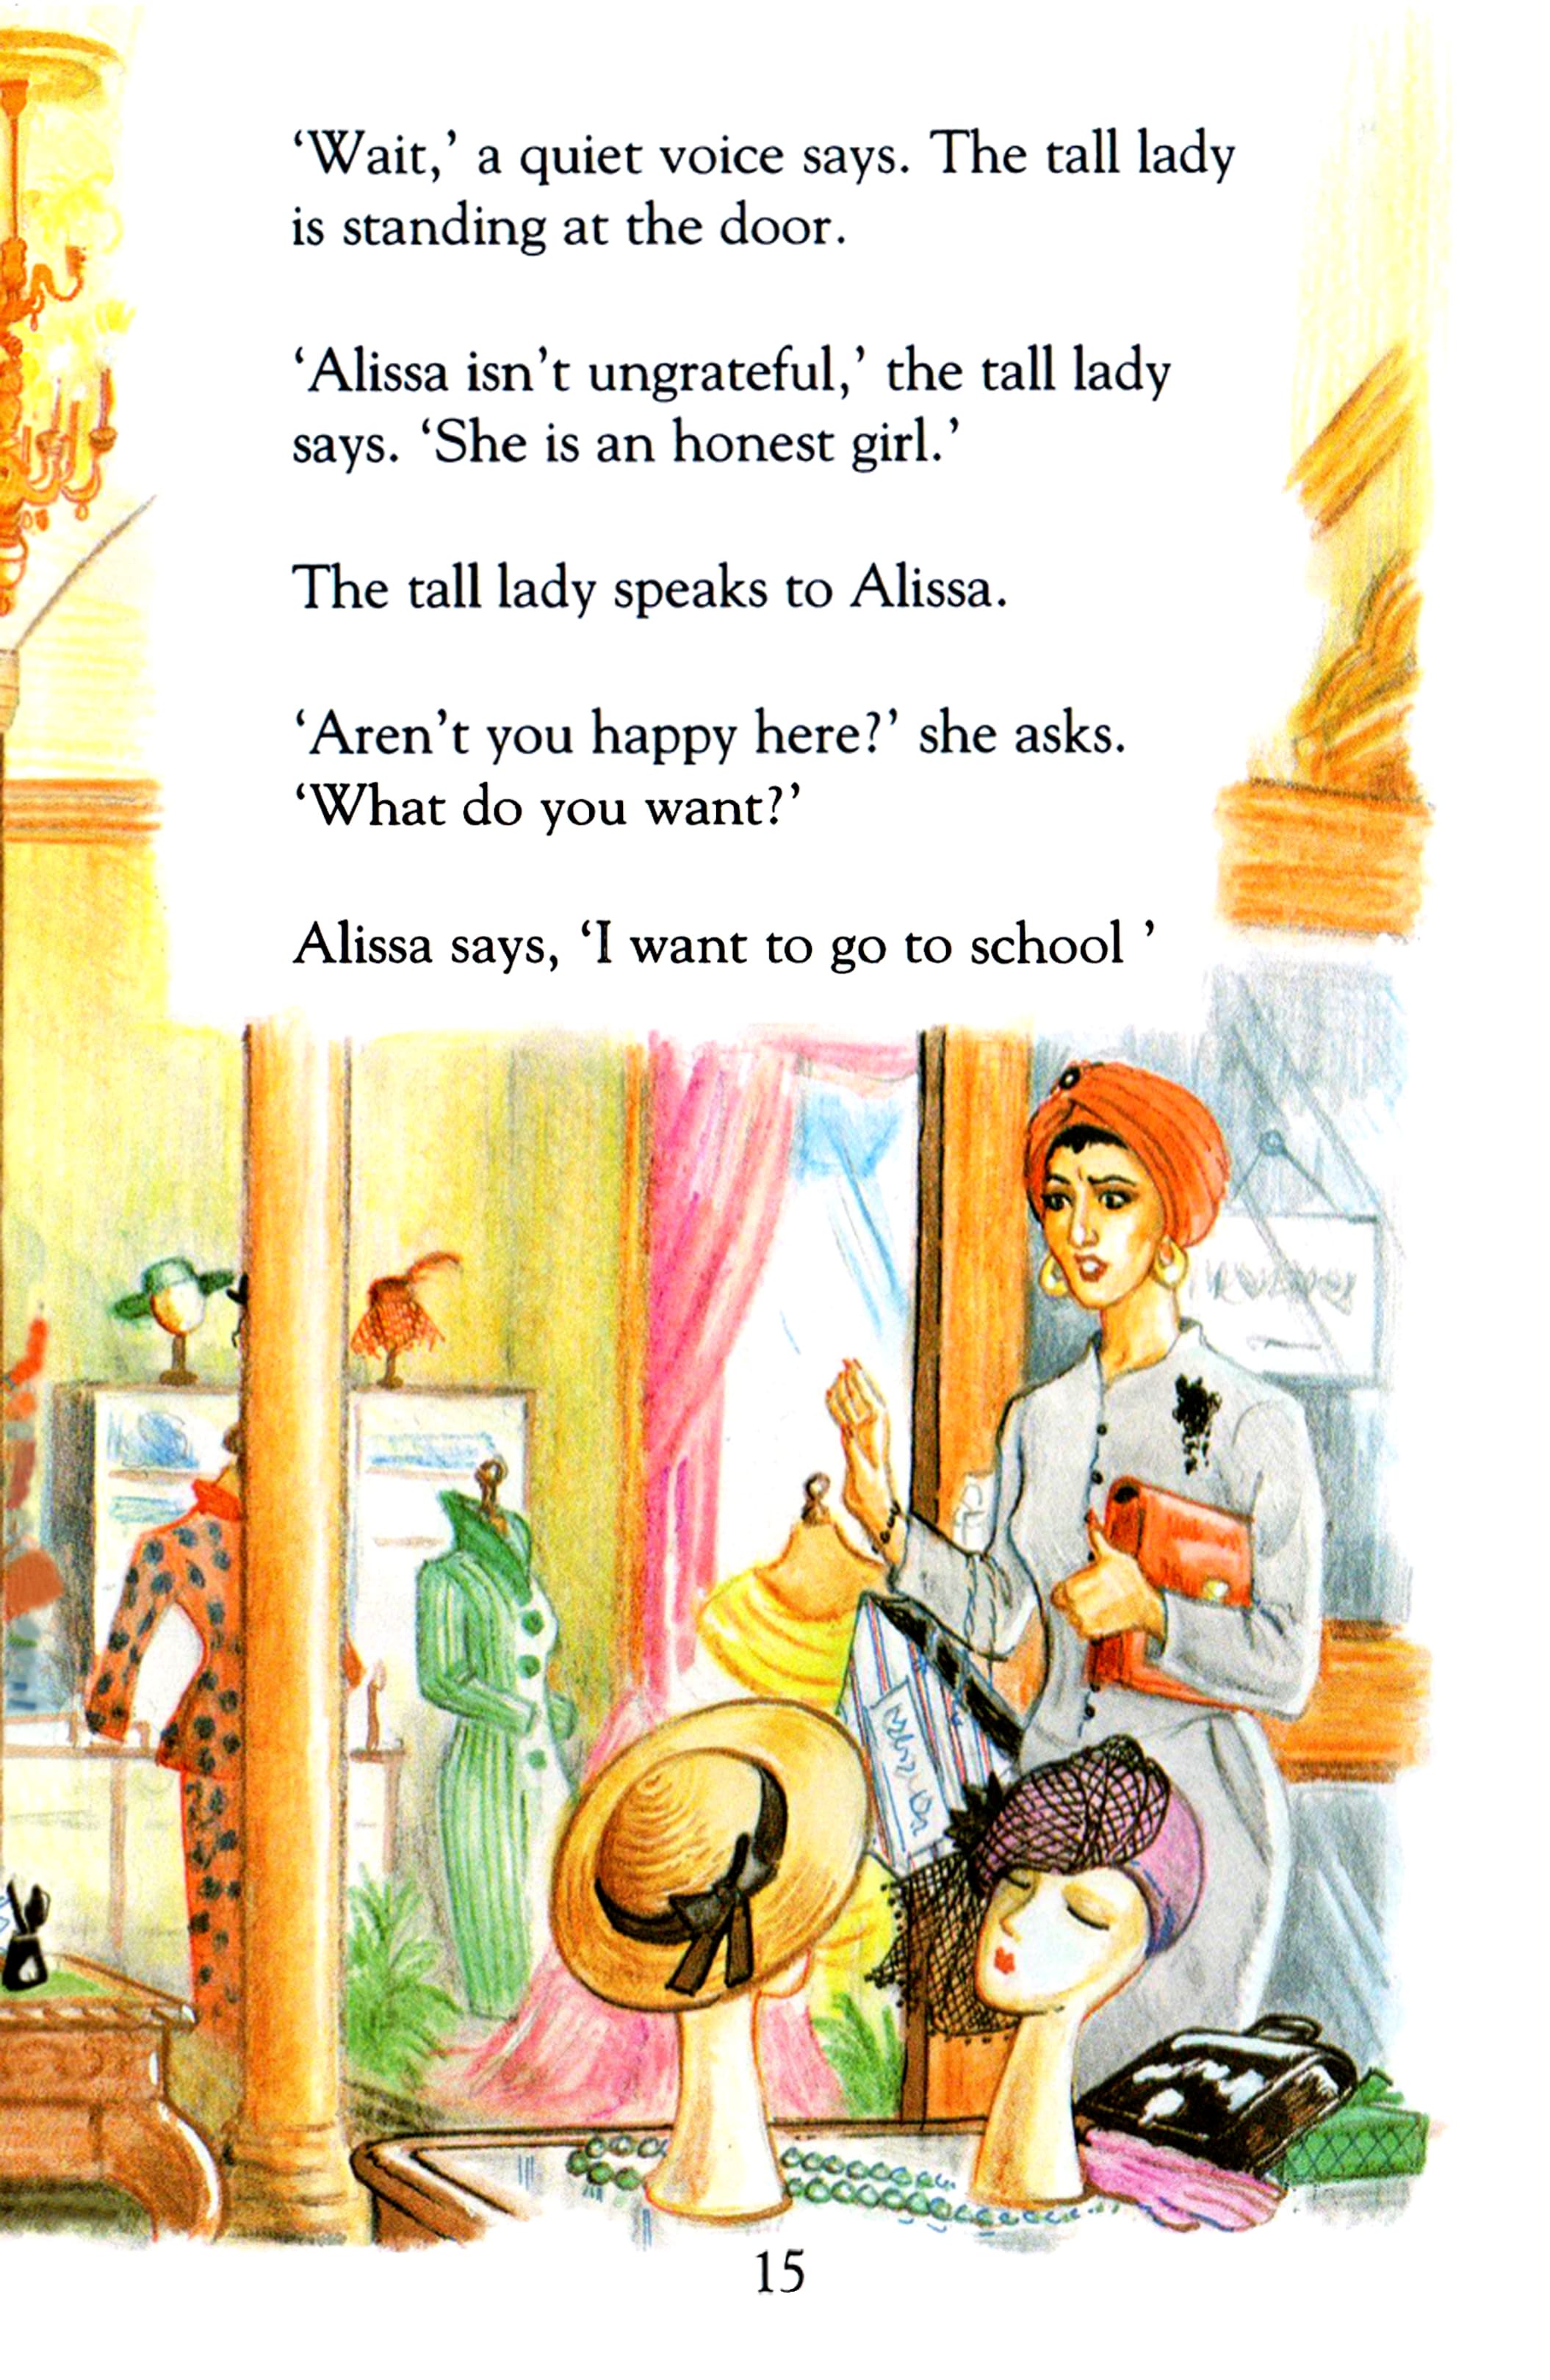 ‘Wait,’ a quiet voice says. The tall lady
is standing at the door.
‘Alissa isn’t ungrateful,’ the tall lady
says. ‘She is an honest girl.’
The tall lady speaks to Alissa.
‘Aren’t you happy here?’ she asks.
‘What do you want?’
Alissa says, ‘I want to go to school ’
15